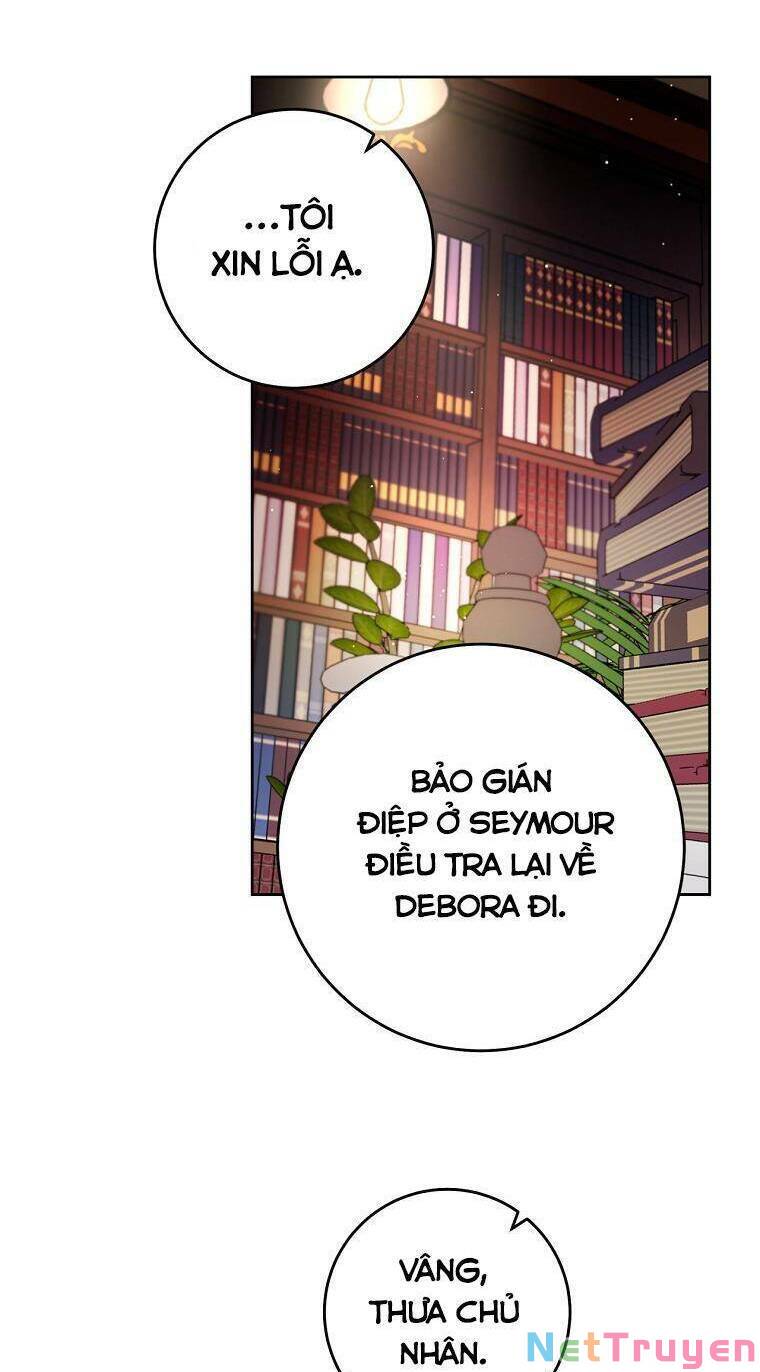 ...TÔI
XIN LỖI Ạ.
BẢO GIÁN
ĐIỆP Ở SEYMOUR
ĐIỀU TRA LẠI VỀ
DEBORA ĐI.
VÂNG,
THƯA CHỦ
NHÂN.
NetTruyen